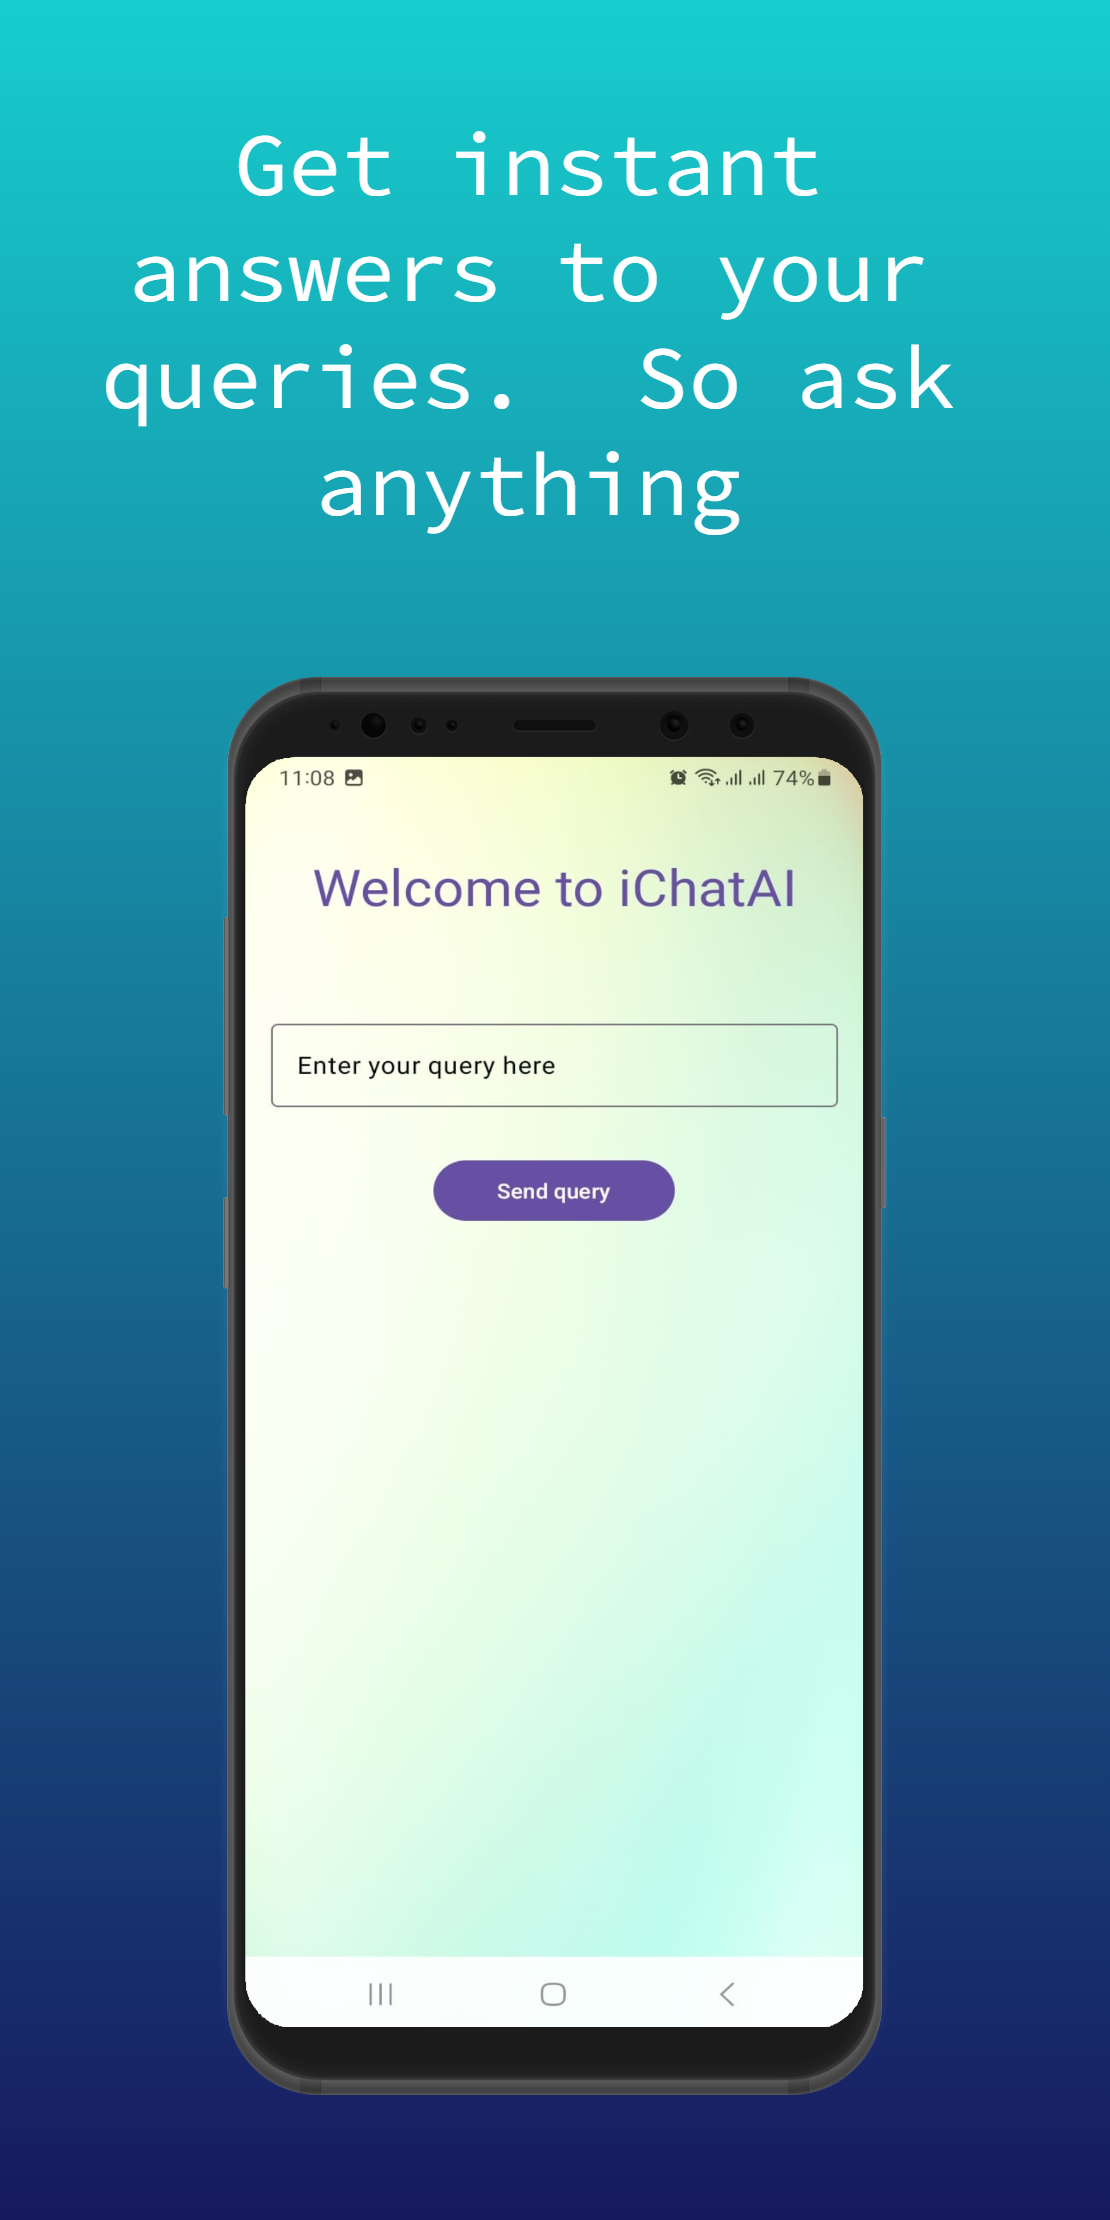 Get instant
answers to your
queries.  So ask
anything
11:08 74%
Welcome to iChatAI
Enter your query here
Send query